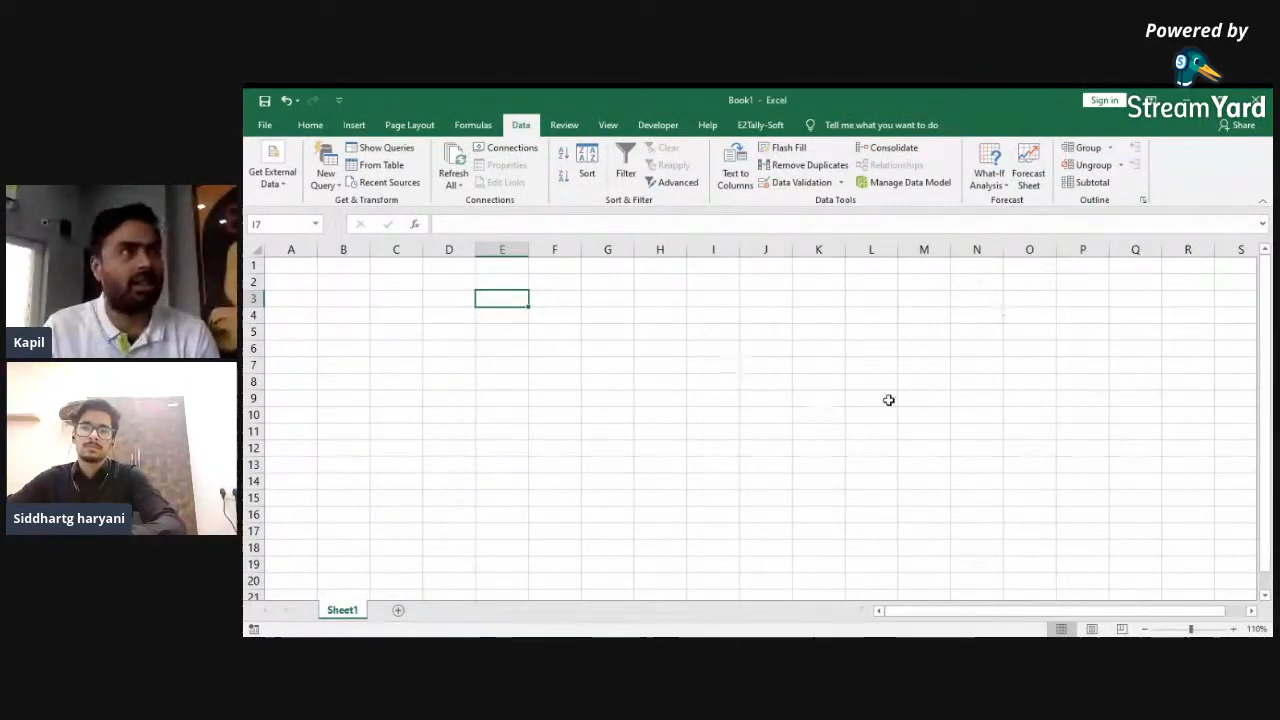 Powered by
StreamYard
Book1 - Excel
Sign in
File Home Insert Page Layout Formulas Data Review View Developer Help EZTally-Soft Tell me what you want to do Share
Get External Data
New Query
Show Queries
From Table
Recent Sources
Get & Transform
Refresh All
Connections
Properties
Edit Links
Connections
Sort
Filter
Clear
Reapply
Advanced
Sort & Filter
Text to Columns
Flash Fill
Remove Duplicates
Data Validation
Consolidate
Relationships
Manage Data Model
Data Tools
What-If Analysis
Forecast Sheet
Forecast
Group
Ungroup
Subtotal
Outline
I7
fx
A B C D E F G H I J K L M N O P Q R S
1
2
3
4
5
6
7
8
9
10
11
12
13
14
15
16
17
18
19
20
21
Kapil
Siddhartg haryani
Sheet1
110%